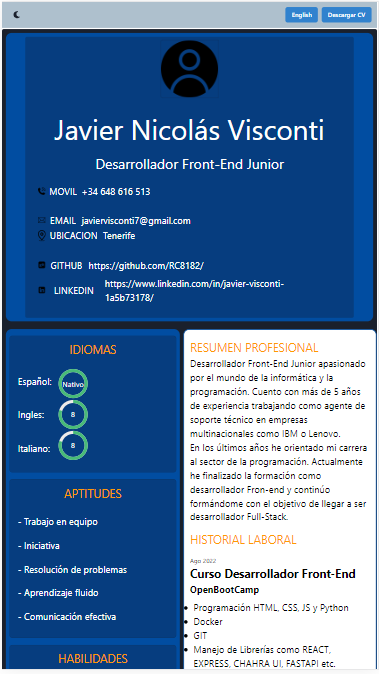 English Descargar CV
Javier Nicolás Visconti
Desarrollador Front-End Junior
MOVIL +34 648 616 513
EMAIL javiervisconti7@gmail.com
UBICACION Tenerife
GITHUB https://github.com/RC8182/
LINKEDIN https://www.linkedin.com/in/javier-visconti-
1a5b73178/
IDIOMAS
Español: Nativo
Ingles: 8
Italiano: 8
APTITUDES
- Trabajo en equipo
- Iniciativa
- Resolución de problemas
- Aprendizaje fluido
- Comunicación efectiva
HABILIDADES
RESUMEN PROFESIONAL
Desarrollador Front-End Junior apasionado
por el mundo de la informática y la
programación. Cuento con más de 5 años
de experiencia trabajando como agente de
soporte técnico en empresas
multinacionales como IBM o Lenovo.
En los últimos años he orientado mi carrera
al sector de la programación. Actualmente
he finalizado la formación como
desarrollador Fron-end y continúo
formándome con el objetivo de llegar a ser
desarrollador Full-Stack.
HISTORIAL LABORAL
Ago 2022
Curso Desarrollador Front-End
OpenBootCamp
• Programación HTML, CSS, JS y Python
• Docker
• GIT
• Manejo de Librerías como REACT,
EXPRESS, CHAHRA UI, FASTAPI etc.